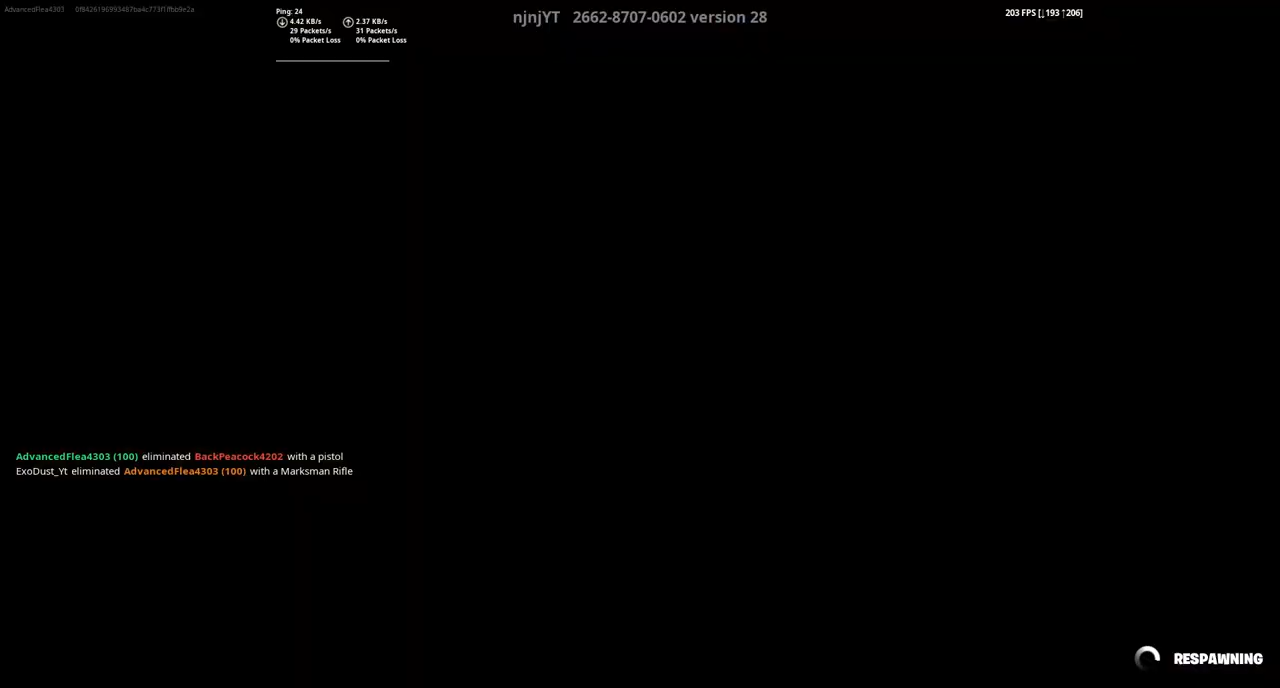 AdvancedFlea4303
Ping: 24
4.42 KB/s 2.37 KB/s
29 Packets/s 31 Packets/s
0% Packet Loss 0% Packet Loss
njnjYT 2662-8707-0602 version 28
203 FPS [↓193 ↑206]
AdvancedFlea4303 (100) eliminated BackPeacock4202 with a pistol
ExoDust_Yt eliminated AdvancedFlea4303 (100) with a Marksman Rifle
RESPAWNING